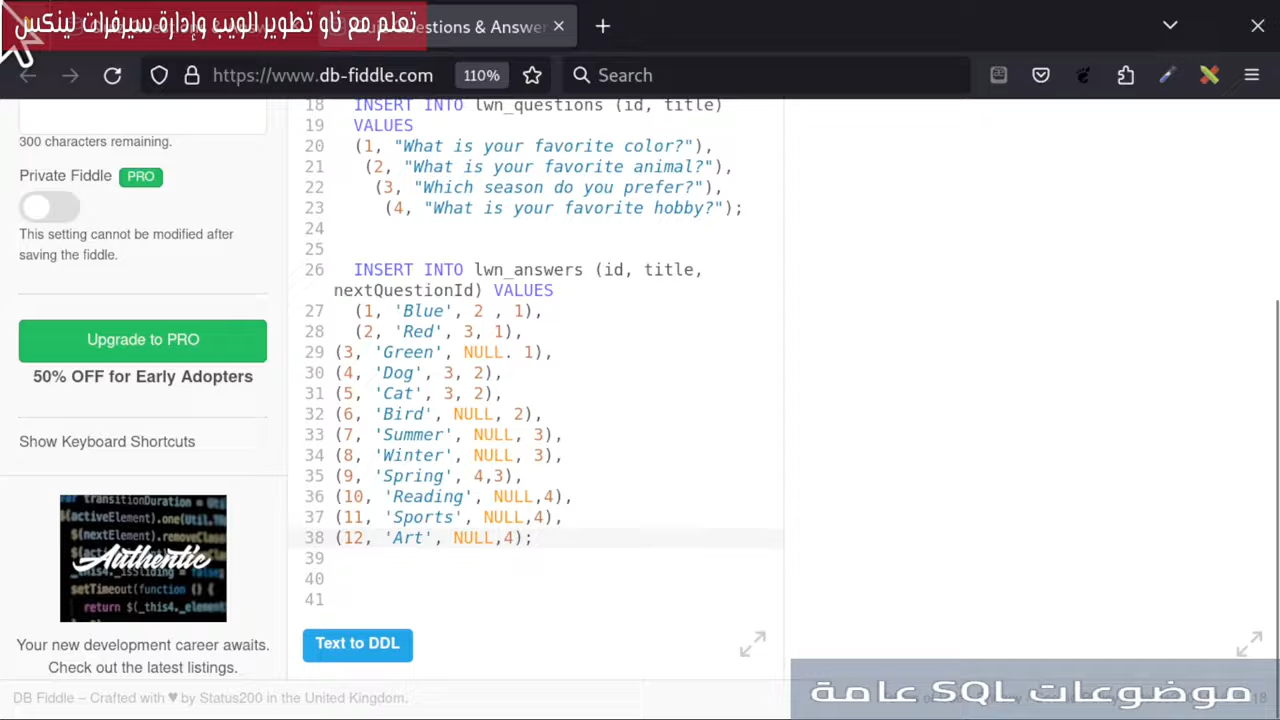 تعلم مع ناو تطوير الويب وإدارة سيرفرات لينكس
estions & Answer
https://www.db-fiddle.com
110%
Search
300 characters remaining.
Private Fiddle PRO
This setting cannot be modified after
saving the fiddle.
Upgrade to PRO
50% OFF for Early Adopters
Show Keyboard Shortcuts
Authentic
Your new development career awaits.
Check out the latest listings.
18 INSERT INTO lwn_questions (id, title)
19 VALUES
20 (1, "What is your favorite color?"),
21 (2, "What is your favorite animal?"),
22 (3, "Which season do you prefer?"),
23 (4, "What is your favorite hobby?");
24
25
26 INSERT INTO lwn_answers (id, title,
nextQuestionId) VALUES
27 (1, 'Blue', 2 , 1),
28 (2, 'Red', 3, 1),
29 (3, 'Green', NULL. 1),
30 (4, 'Dog', 3, 2),
31 (5, 'Cat', 3, 2),
32 (6, 'Bird', NULL, 2),
33 (7, 'Summer', NULL, 3),
34 (8, 'Winter', NULL, 3),
35 (9, 'Spring', 4,3),
36 (10, 'Reading', NULL,4),
37 (11, 'Sports', NULL,4),
38 (12, 'Art', NULL,4);
39
40
41
Text to DDL
DB Fiddle – Crafted with ♥ by Status200 in the United Kingdom.
موضوعات SQL عامة